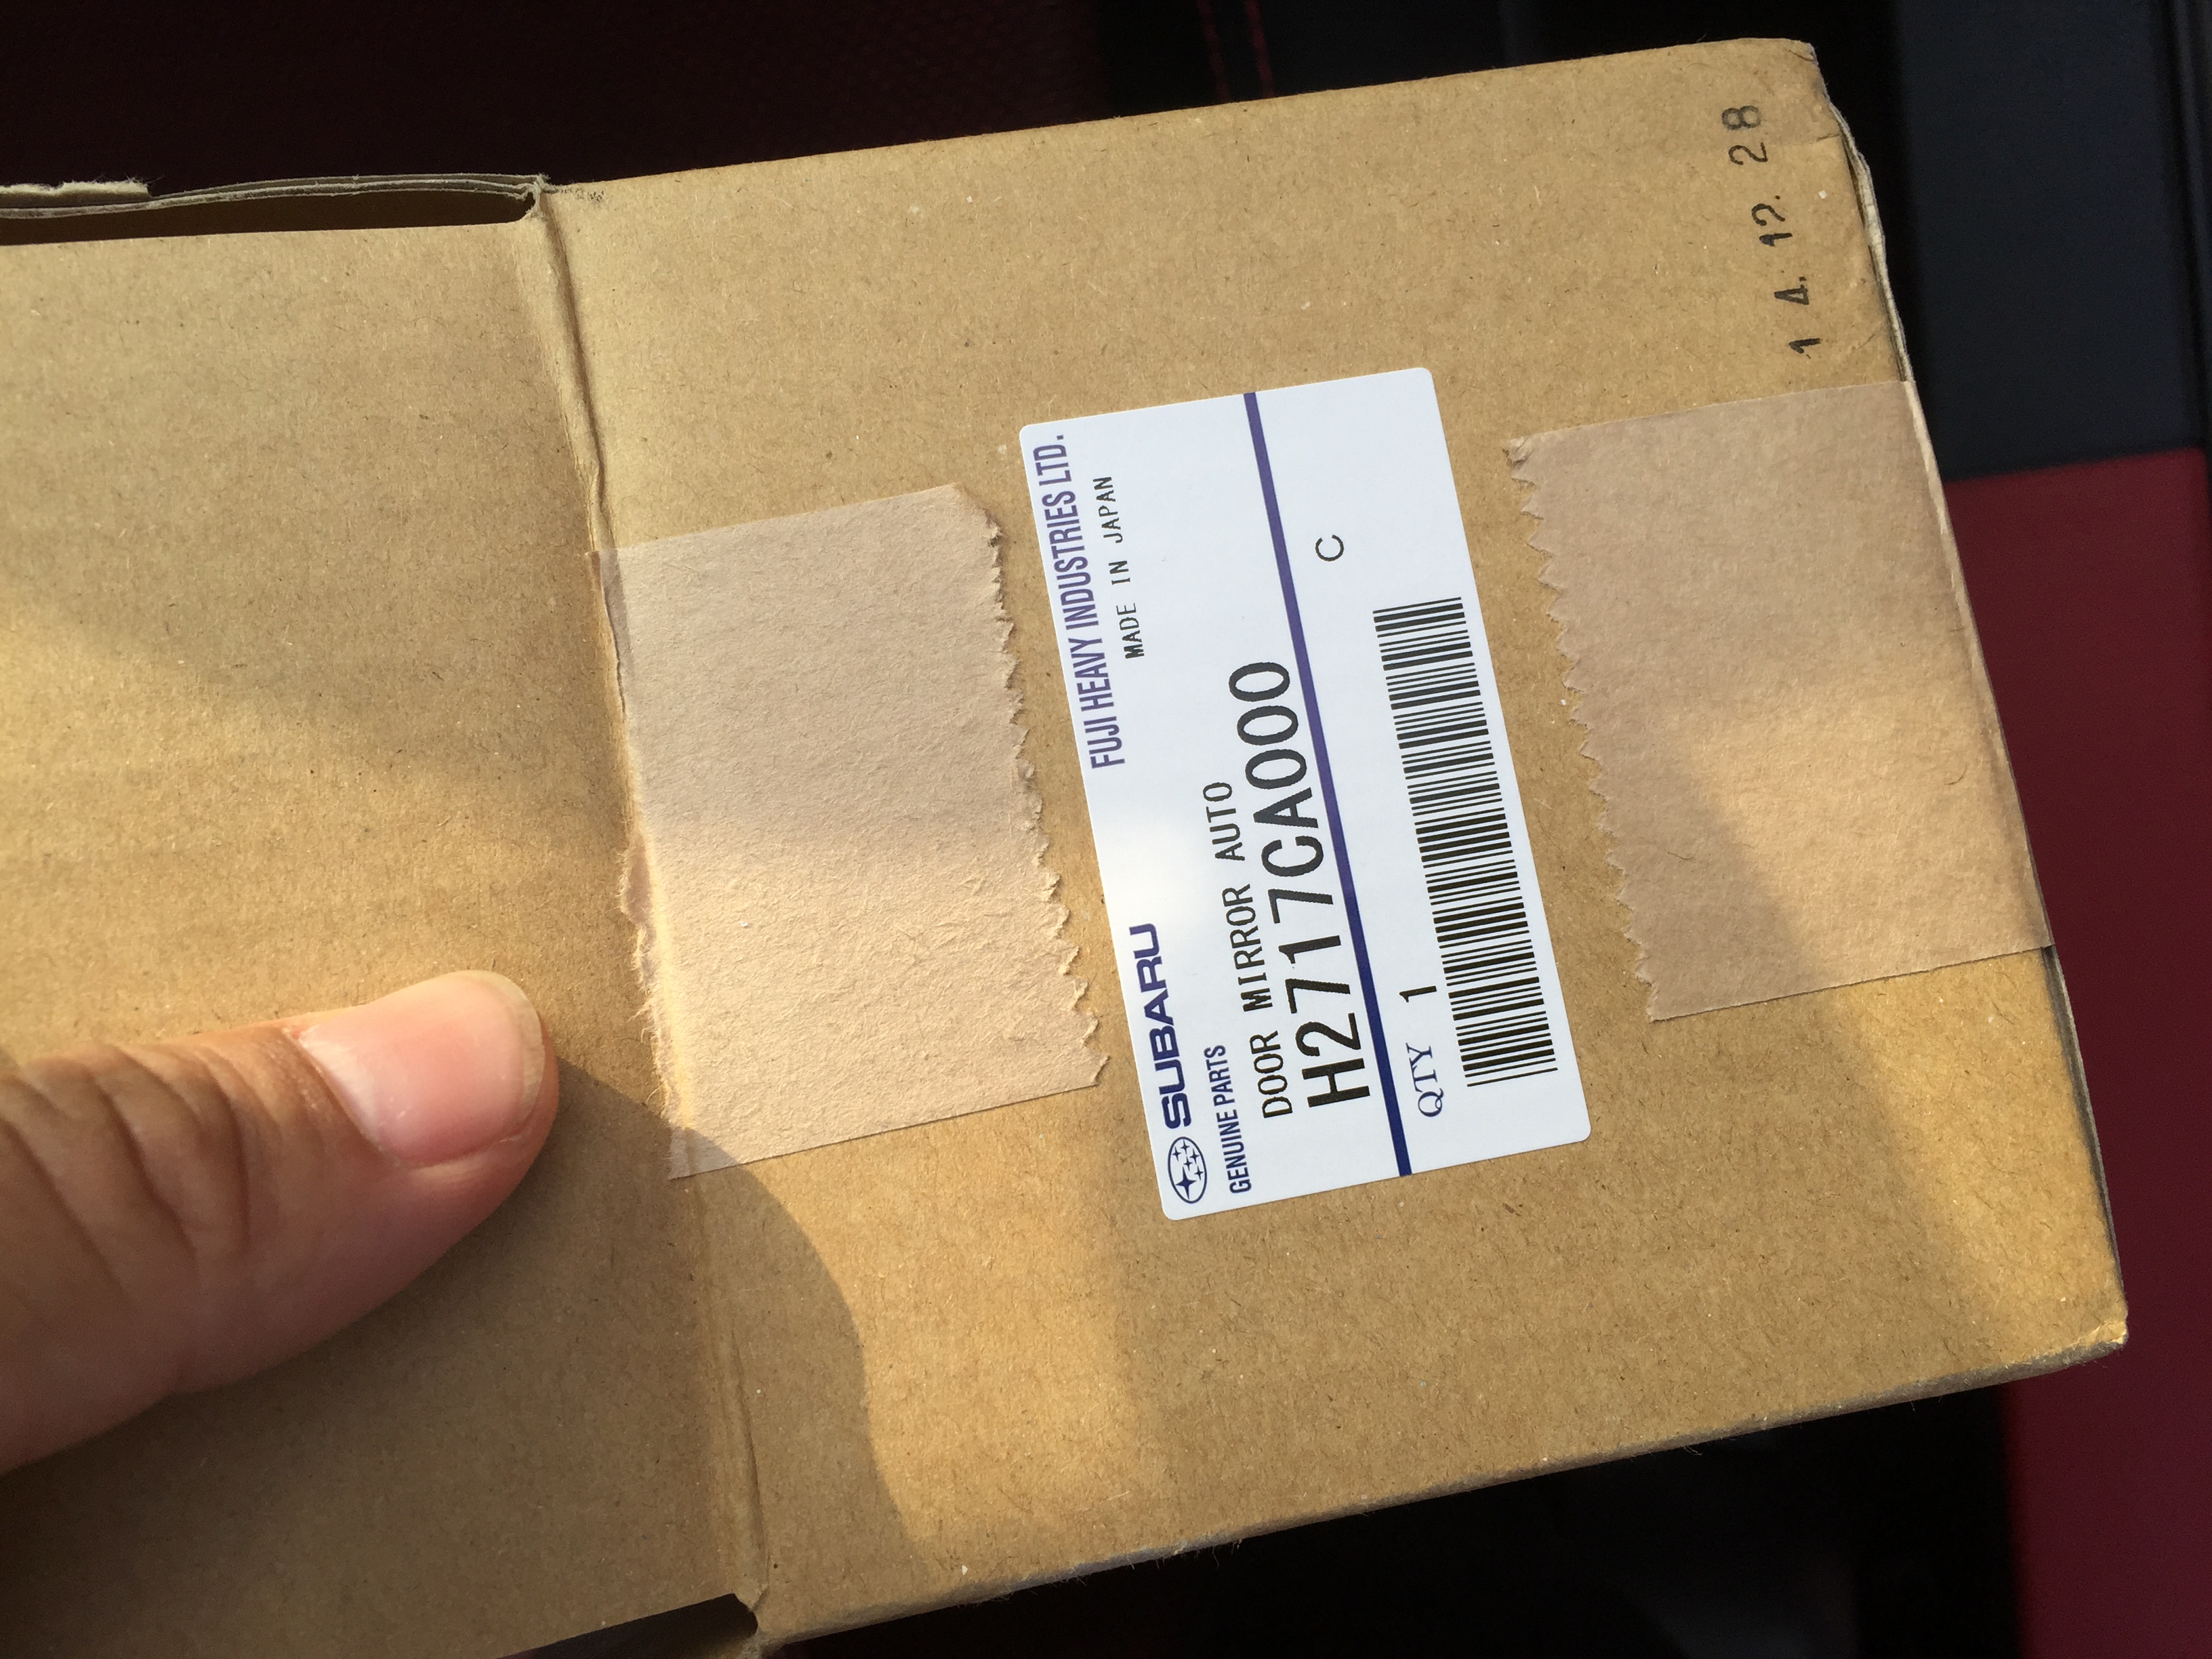 SUBARU
FUJI HEAVY INDUSTRIES LTD.
GENUINE PARTS
MADE IN JAPAN
DOOR MIRROR AUTO
H2717CA000
QTY 1
C
14.12.28